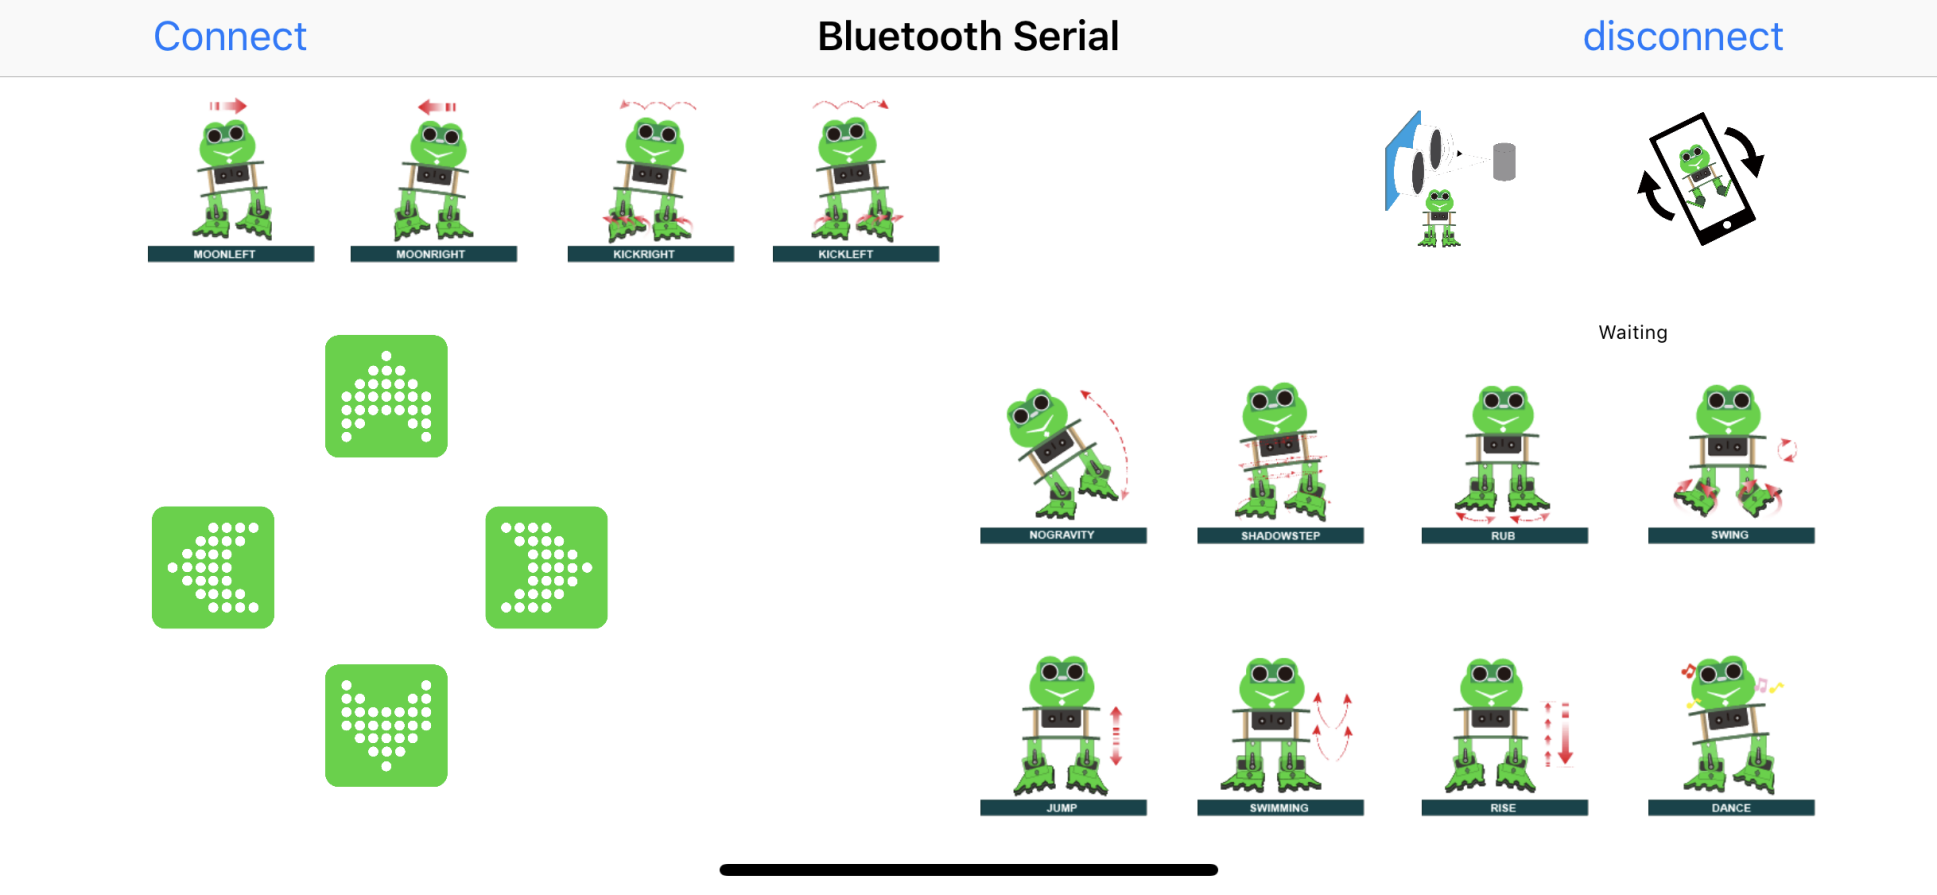 Connect
Bluetooth Serial
disconnect
MOONLEFT
MOONRIGHT
KICKRIGHT
KICKLEFT
Waiting
NOGRAVITY
SHADOWSTEP
RUB
SWING
JUMP
SWIMMING
RISE
DANCE